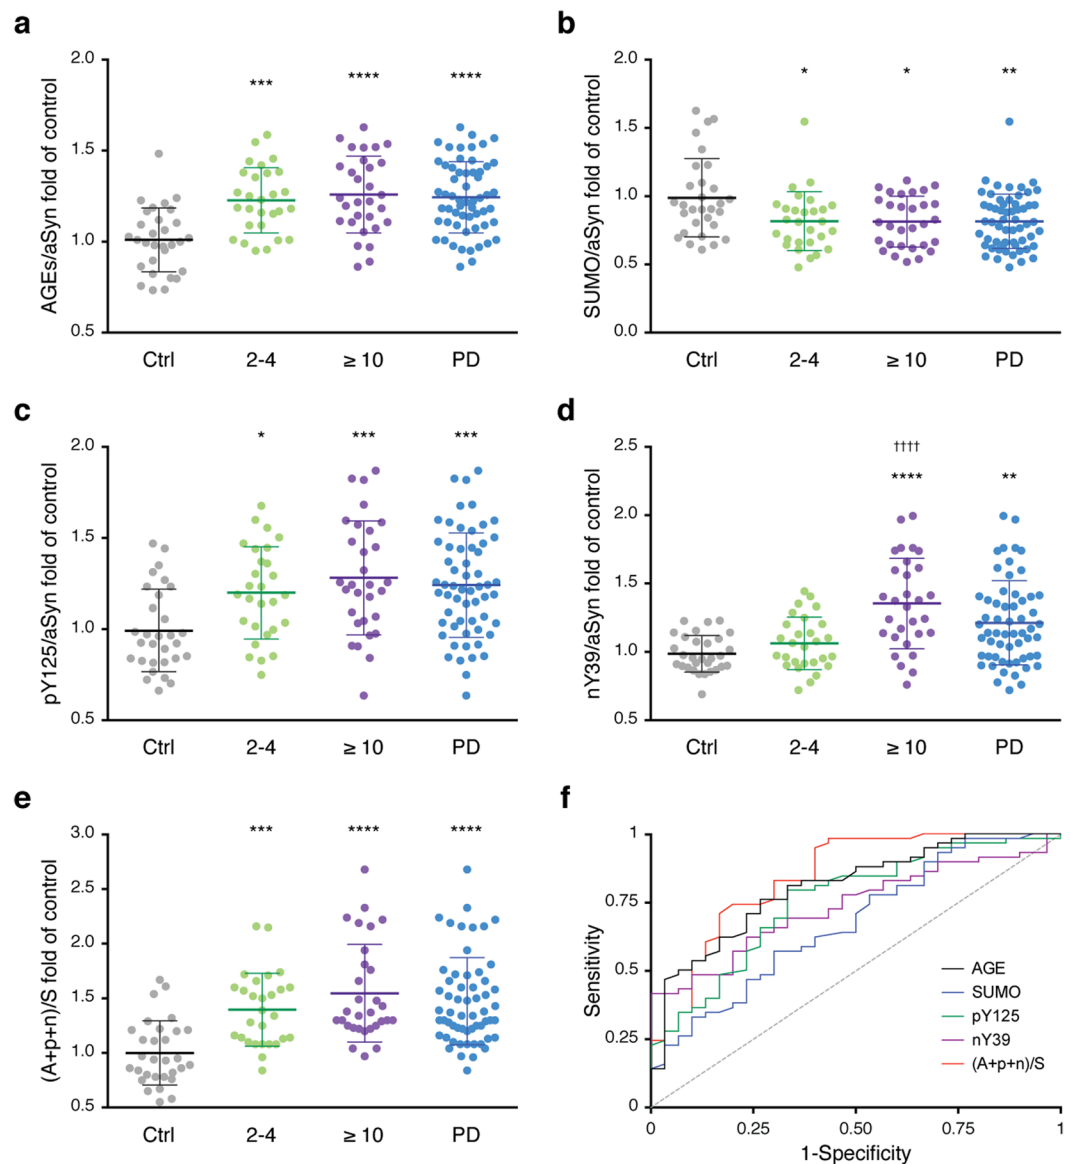 a
b
AGEs/aSyn fold of control
2.0
1.5
1.0
0.5
***
****
****
Ctrl
2-4
≥ 10
PD
SUMO/aSyn fold of control
2.0
1.5
1.0
0.5
0.0
*
*
**
Ctrl
2-4
≥ 10
PD
c
d
pY125/aSyn fold of control
2.0
1.5
1.0
0.5
*
***
***
Ctrl
2-4
≥ 10
PD
nY39/aSyn fold of control
2.5
2.0
1.5
1.0
0.5
††††
****
**
Ctrl
2-4
≥ 10
PD
e
f
(A+p+n)/S fold of control
3.0
2.5
2.0
1.5
1.0
0.5
***
****
****
Ctrl
2-4
≥ 10
PD
Sensitivity
1
0.75
0.5
0.25
0
AGE
SUMO
pY125
nY39
(A+p+n)/S
0
0.25
0.50
0.75
1
1-Specificity